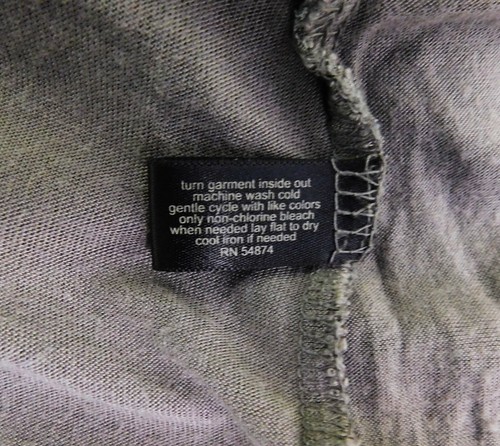 turn garment inside out
machine wash cold
gentle cycle with like colors
only non-chlorine bleach
when needed lay flat to dry
cool iron if needed
RN 54874